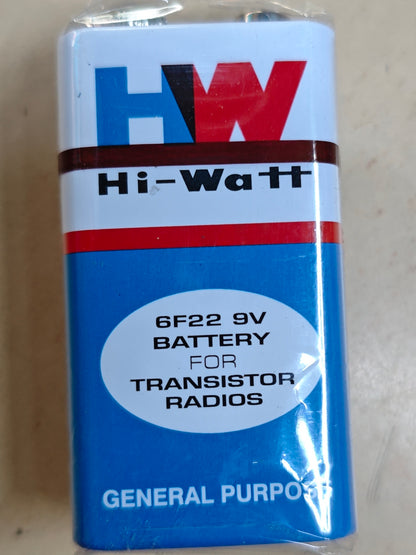 HW
Hi-Watt
6F22 9V
BATTERY
FOR
TRANSISTOR
RADIOS
GENERAL PURPOSE